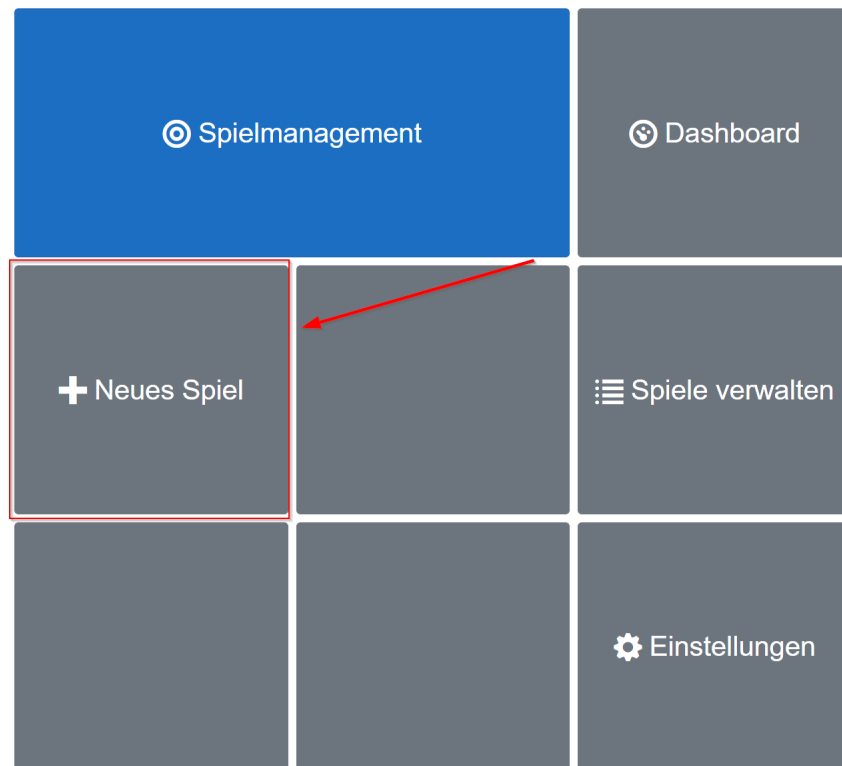 Spielmanagement
Dashboard
Neues Spiel
Spiele verwalten
Einstellungen